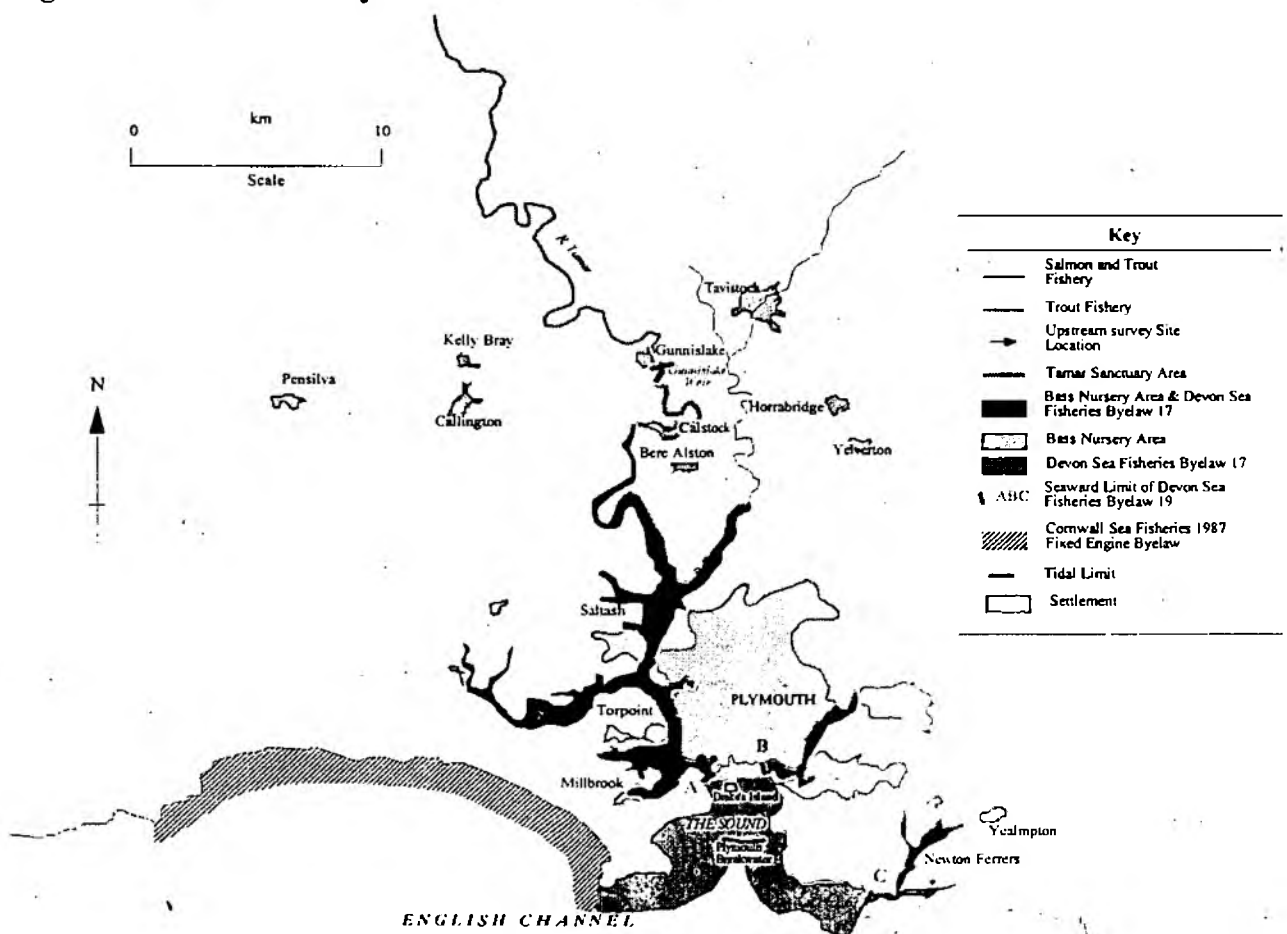 km
0 10
Scale
R Tamar
Tavistock
Kelly Bray
Gunnislake
Gunnislake
Weir
Pensilva
N
Callington
Horrabridge
Calstock
Yelverton
Bere Alston
Saltash
PLYMOUTH
Torpoint
B
Millbrook
A
Drake's Island
THE SOUND
Plymouth
Breakwater
Yealmpton
Newton Ferrers
C
ENGLISH CHANNEL
Key
Salmon and Trout
Fishery
Trout Fishery
Upstream survey Site
Location
Tamar Sanctuary Area
Bass Nursery Area & Devon Sea
Fisheries Byelaw 17
Bass Nursery Area
Devon Sea Fisheries Byelaw 17
ABC Seaward Limit of Devon Sea
Fisheries Byelaw 19
Cornwall Sea Fisheries 1987
Fixed Engine Byelaw
Tidal Limit
Settlement